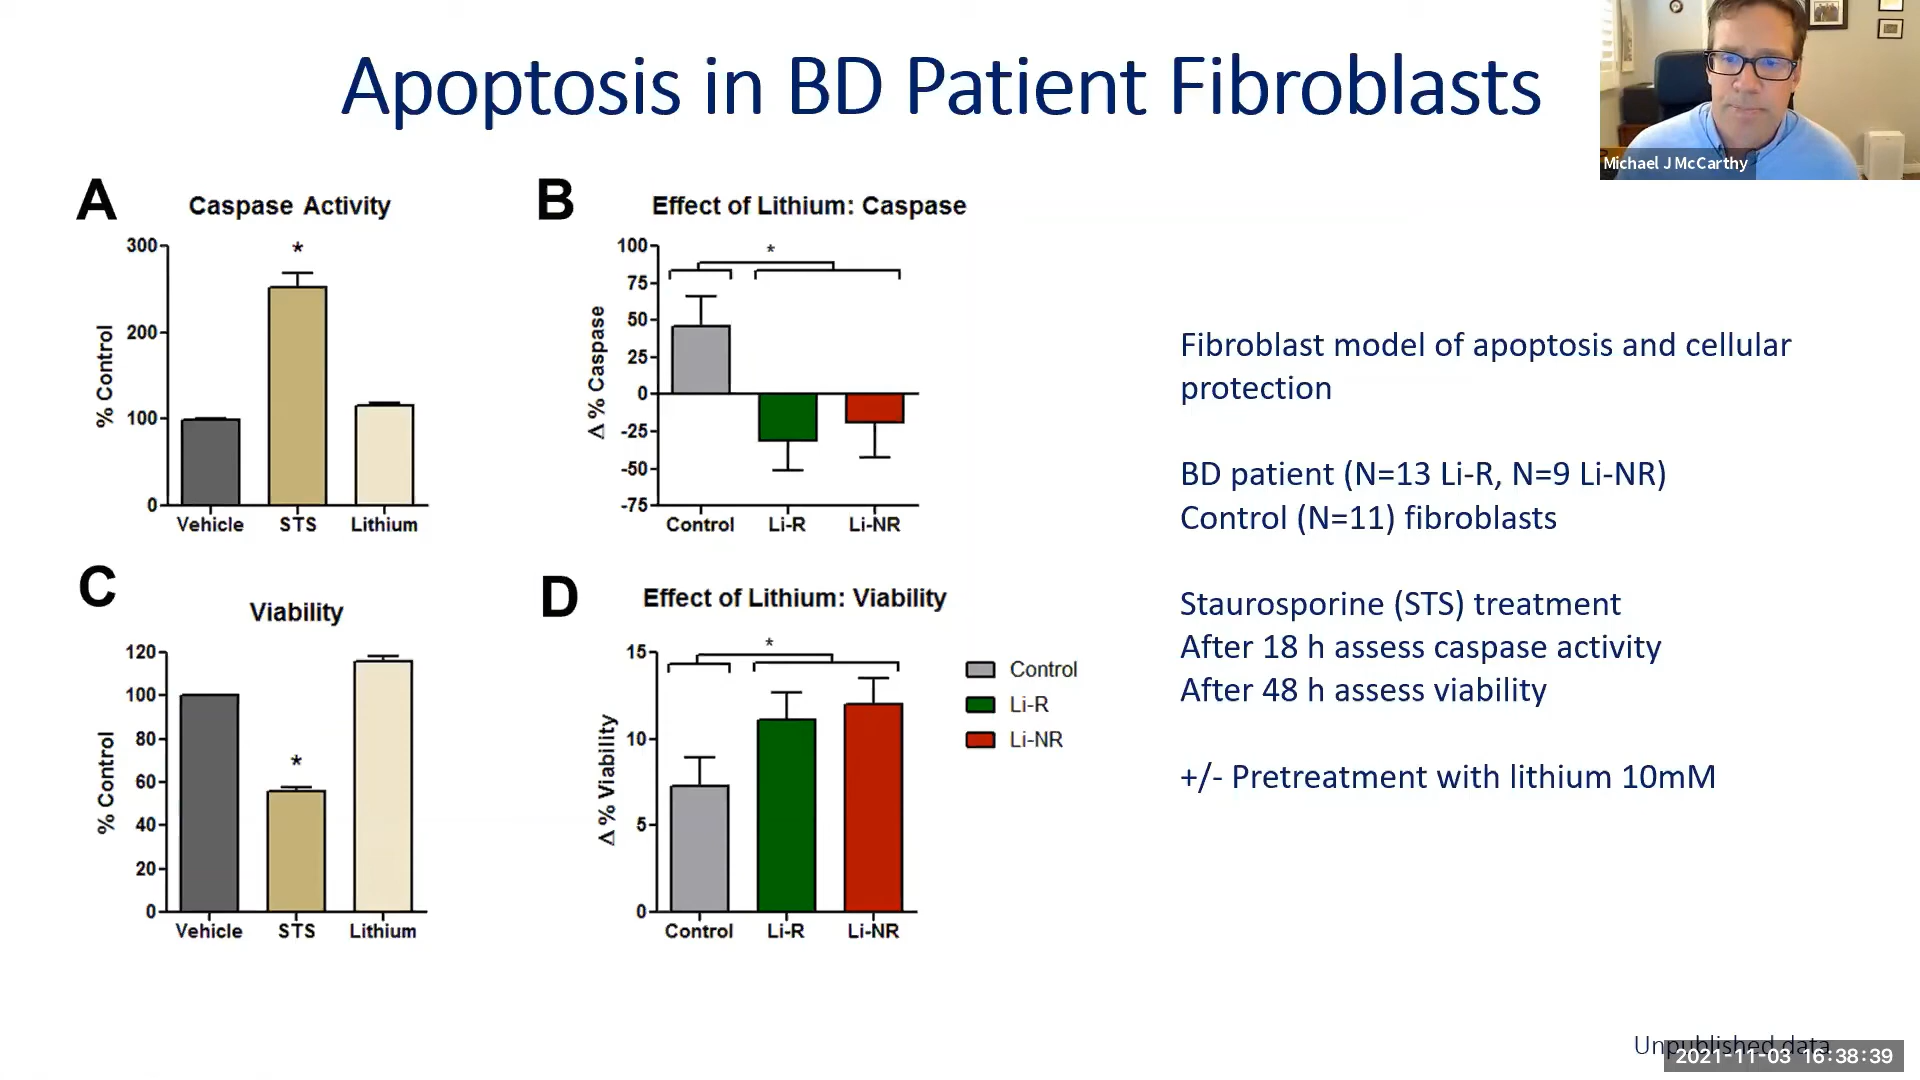 Apoptosis in BD Patient Fibroblasts
Michael J McCarthy
A
Caspase Activity
% Control
300
200
100
0
*
Vehicle
STS
Lithium
B
Effect of Lithium: Caspase
Δ % Caspase
100
75
50
25
0
-25
-50
-75
*
Control
Li-R
Li-NR
C
Viability
% Control
120
100
80
60
40
20
0
*
Vehicle
STS
Lithium
D
Effect of Lithium: Viability
Δ % Viability
15
10
5
0
*
Control
Li-R
Li-NR
Control
Li-R
Li-NR
Fibroblast model of apoptosis and cellular
protection
BD patient (N=13 Li-R, N=9 Li-NR)
Control (N=11) fibroblasts
Staurosporine (STS) treatment
After 18 h assess caspase activity
After 48 h assess viability
+/- Pretreatment with lithium 10mM
Unpublished data
2021-11-03 16:38:39